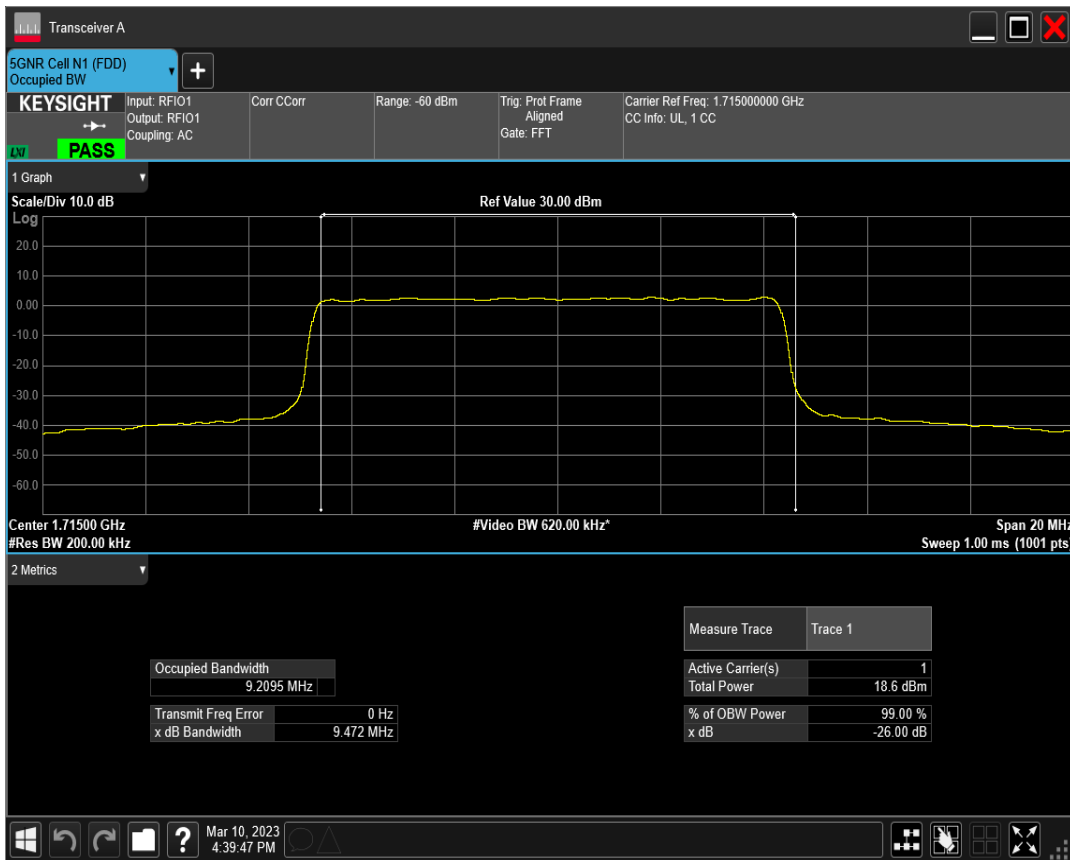 Transceiver A
5GNR Cell N1 (FDD)
Occupied BW
+
KEYSIGHT
LXI
PASS
Input: RFIO1
Output: RFIO1
Coupling: AC
Corr CCorr
Range: -60 dBm
Trig: Prot Frame
Aligned
Gate: FFT
Carrier Ref Freq: 1.715000000 GHz
CC Info: UL, 1 CC
1 Graph
Scale/Div 10.0 dB
Ref Value 30.00 dBm
Log
20.0
10.0
0.00
-10.0
-20.0
-30.0
-40.0
-50.0
-60.0
Center 1.71500 GHz
#Video BW 620.00 kHz*
Span 20 MHz
#Res BW 200.00 kHz
Sweep 1.00 ms (1001 pts)
2 Metrics
Measure Trace Trace 1
Occupied Bandwidth
9.2095 MHz
Active Carrier(s) 1
Total Power 18.6 dBm
Transmit Freq Error 0 Hz
x dB Bandwidth 9.472 MHz
% of OBW Power 99.00 %
x dB -26.00 dB
?
Mar 10, 2023
4:39:47 PM